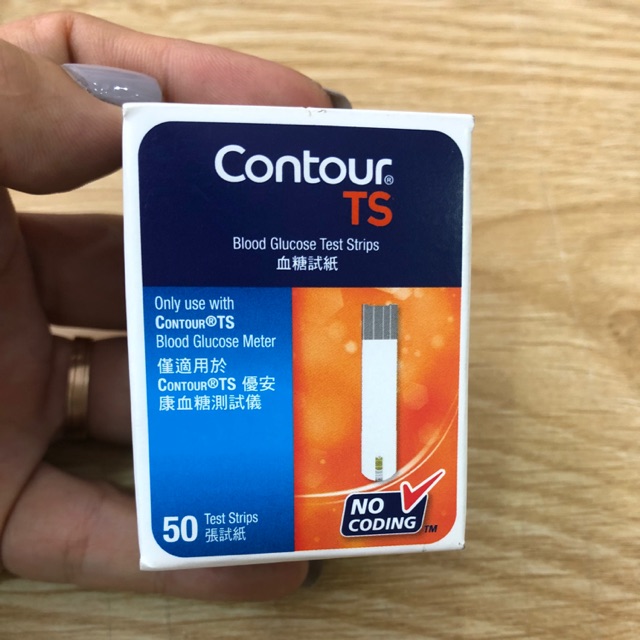 Contour®
TS
Blood Glucose Test Strips
血糖試紙
Only use with
CONTOUR®TS
Blood Glucose Meter
僅適用於
CONTOUR®TS 優安
康血糖測試儀
50 Test Strips
張試紙
NO
CODING™